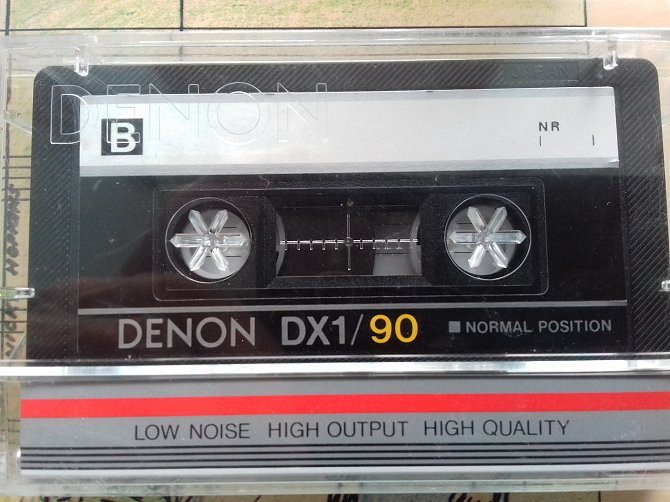 DENON
B
NR
DENON DX1/90 NORMAL POSITION
LOW NOISE HIGH OUTPUT HIGH QUALITY